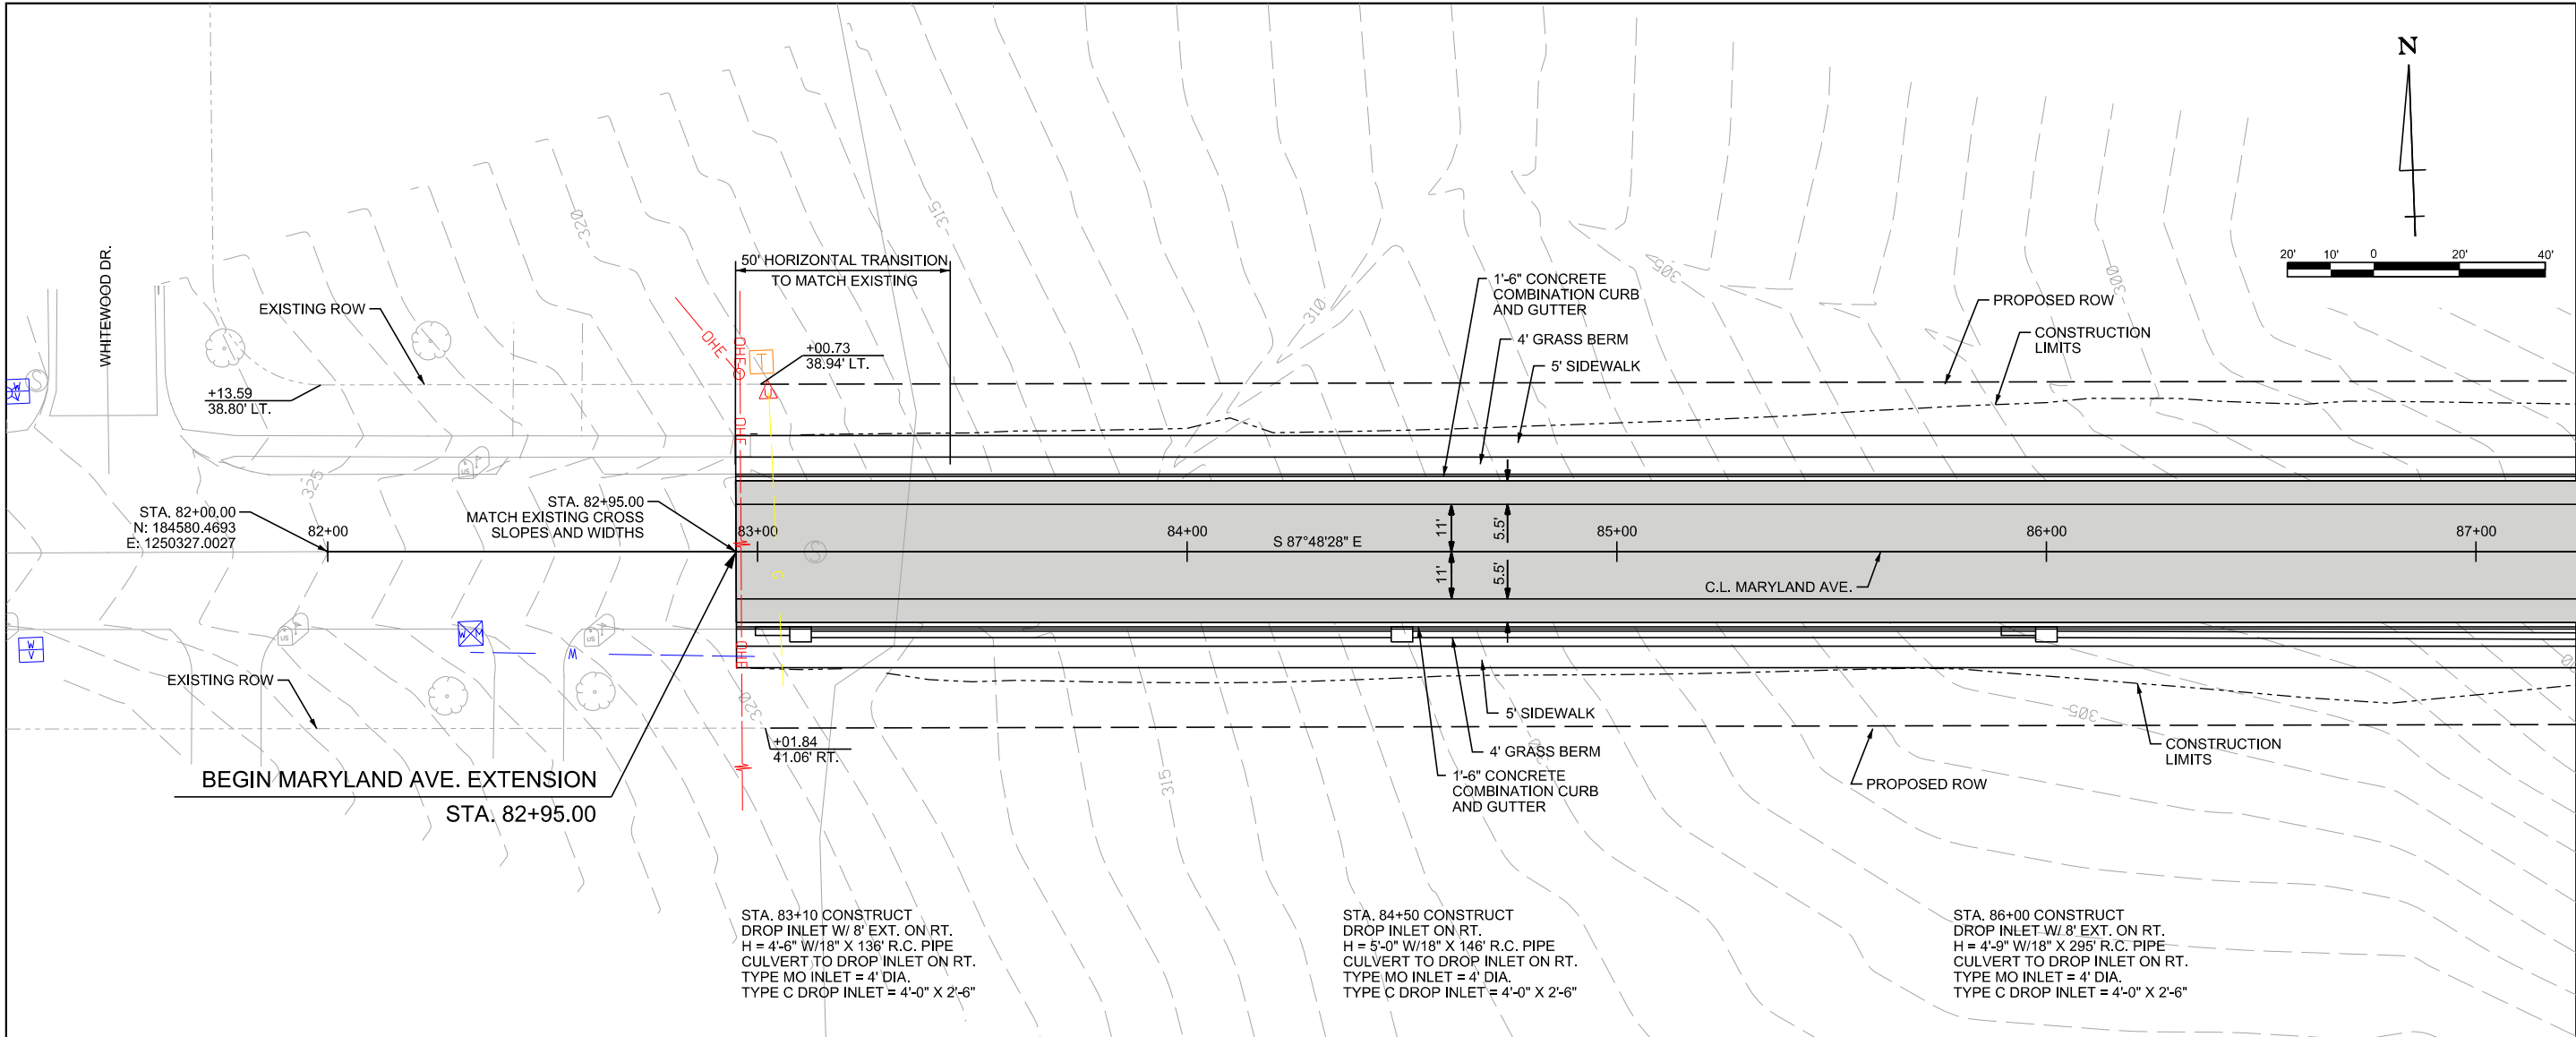 N
20' 10' 0 20' 40'
WHITEWOOD DR.
EXISTING ROW
+13.59
38.80' LT.
50' HORIZONTAL TRANSITION
TO MATCH EXISTING
+00.73
38.94' LT.
OHE
OHE
OHE
OHE
T
320
315
310
305
300
1'-6" CONCRETE
COMBINATION CURB
AND GUTTER
4' GRASS BERM
5' SIDEWALK
PROPOSED ROW
CONSTRUCTION
LIMITS
W
V
S
325
STA. 82+00.00
N: 184580.4693
E: 1250327.0027
82+00
STA. 82+95.00
MATCH EXISTING CROSS
SLOPES AND WIDTHS
83+00
84+00
S 87°48'28" E
11'
5.5'
85+00
86+00
87+00
11'
5.5'
C.L. MARYLAND AVE.
S
G
W
V
WM
W
EXISTING ROW
320
+01.84
41.06' RT.
315
305
5' SIDEWALK
4' GRASS BERM
1'-6" CONCRETE
COMBINATION CURB
AND GUTTER
CONSTRUCTION
LIMITS
PROPOSED ROW
BEGIN MARYLAND AVE. EXTENSION
STA. 82+95.00
STA. 83+10 CONSTRUCT
DROP INLET W/ 8' EXT. ON RT.
H = 4'-6" W/18" X 136' R.C. PIPE
CULVERT TO DROP INLET ON RT.
TYPE MO INLET = 4' DIA.
TYPE C DROP INLET = 4'-0" X 2'-6"
STA. 84+50 CONSTRUCT
DROP INLET ON RT.
H = 5'-0" W/18" X 146' R.C. PIPE
CULVERT TO DROP INLET ON RT.
TYPE MO INLET = 4' DIA.
TYPE C DROP INLET = 4'-0" X 2'-6"
STA. 86+00 CONSTRUCT
DROP INLET W/ 8' EXT. ON RT.
H = 4'-9" W/18" X 295' R.C. PIPE
CULVERT TO DROP INLET ON RT.
TYPE MO INLET = 4' DIA.
TYPE C DROP INLET = 4'-0" X 2'-6"